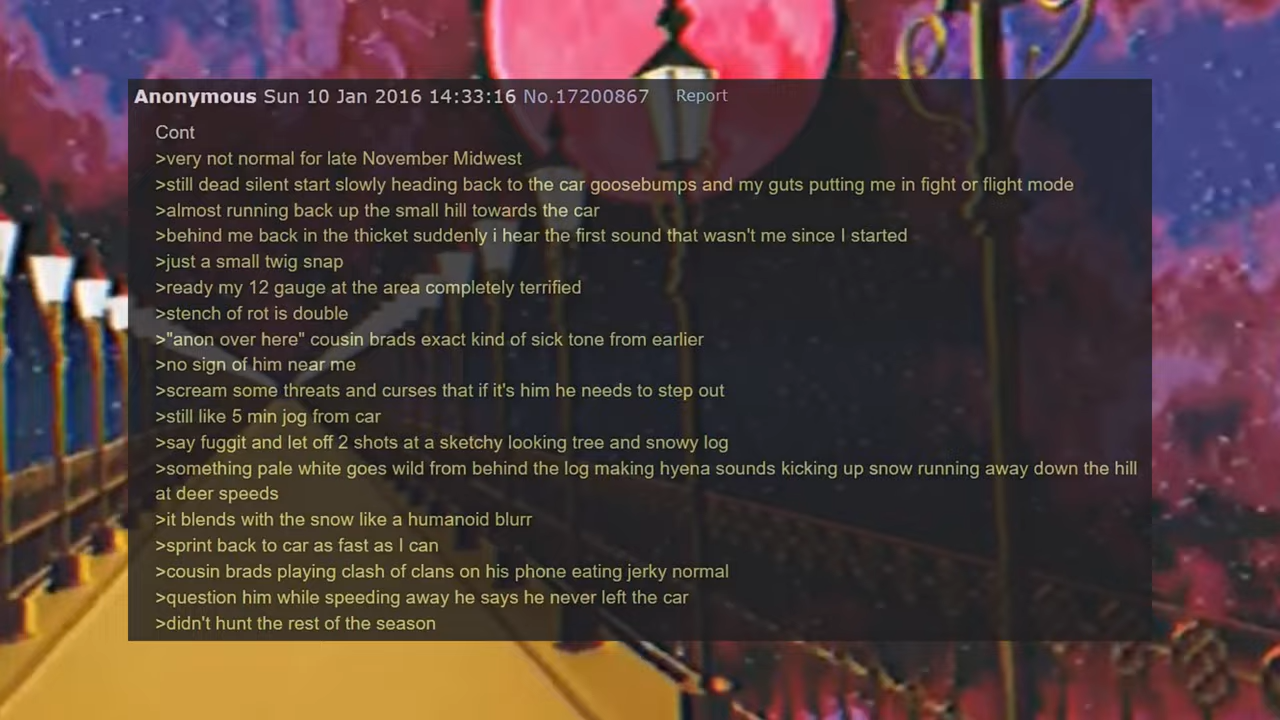 Anonymous Sun 10 Jan 2016 14:33:16 No.17200867 Report
Cont
>very not normal for late November Midwest
>still dead silent start slowly heading back to the car goosebumps and my guts putting me in fight or flight mode
>almost running back up the small hill towards the car
>behind me back in the thicket suddenly i hear the first sound that wasn't me since I started
>just a small twig snap
>ready my 12 gauge at the area completely terrified
>stench of rot is double
>"anon over here" cousin brads exact kind of sick tone from earlier
>no sign of him near me
>scream some threats and curses that if it's him he needs to step out
>still like 5 min jog from car
>say fuggit and let off 2 shots at a sketchy looking tree and snowy log
>something pale white goes wild from behind the log making hyena sounds kicking up snow running away down the hill
at deer speeds
>it blends with the snow like a humanoid blurr
>sprint back to car as fast as I can
>cousin brads playing clash of clans on his phone eating jerky normal
>question him while speeding away he says he never left the car
>didn't hunt the rest of the season